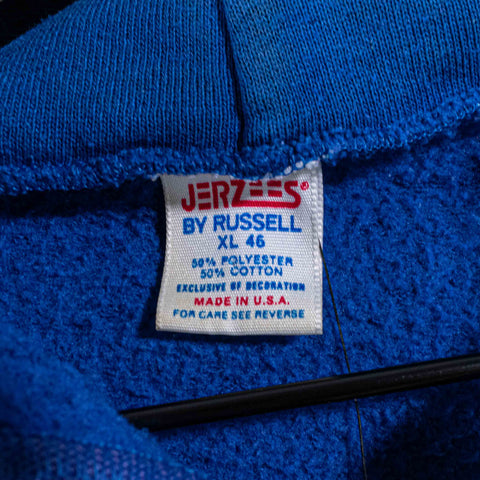 JERZEES®
BY RUSSELL
XL 46
50% POLYESTER
50% COTTON
EXCLUSIVE OF DECORATION
MADE IN U.S.A.
FOR CARE SEE REVERSE